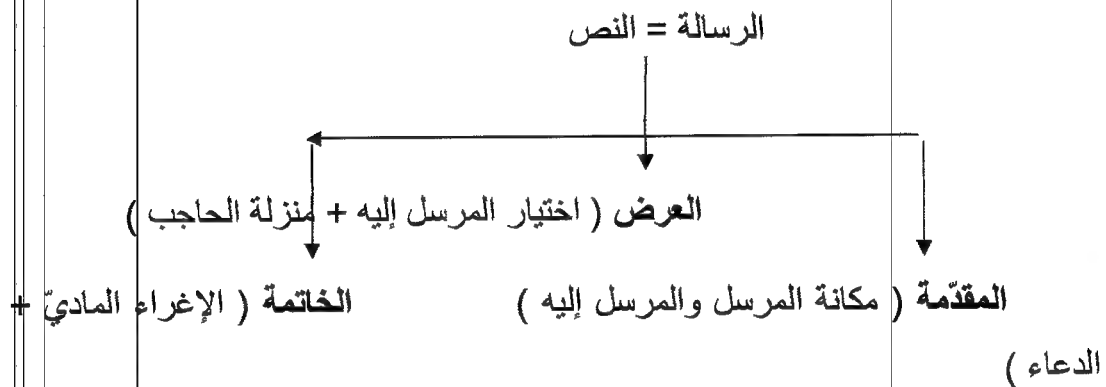 الرسالة = النص
العرض ( اختيار المرسل إليه + منزلة الحاجب )
المقدّمة ( مكانة المرسل والمرسل إليه ) الخاتمة ( الإغراء الماديّ +
الدعاء )